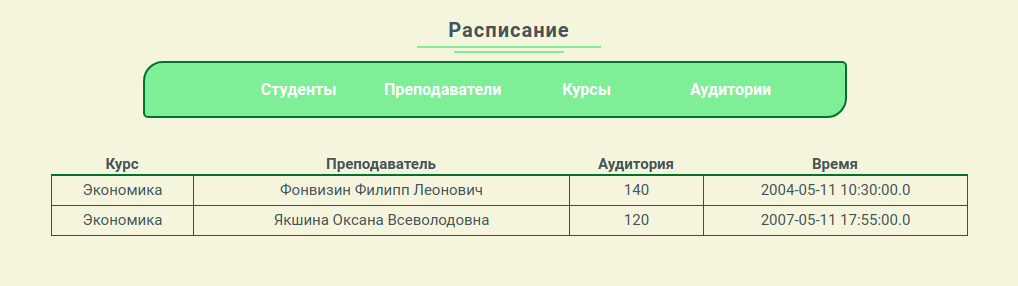 Расписание
Студенты Преподаватели Курсы Аудитории
Курс Преподаватель Аудитория Время
Экономика Фонвизин Филипп Леонович 140 2004-05-11 10:30:00.0
Экономика Якшина Оксана Всеволодовна 120 2007-05-11 17:55:00.0